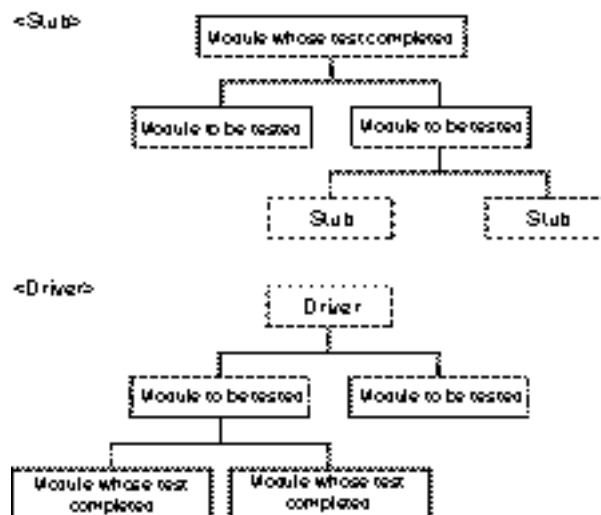 <Stub>
Module whose test completed
Module to be tested
Module to be tested
Stub
Stub
<Driver>
Driver
Module to be tested
Module to be tested
Module whose test
completed
Module whose test
completed